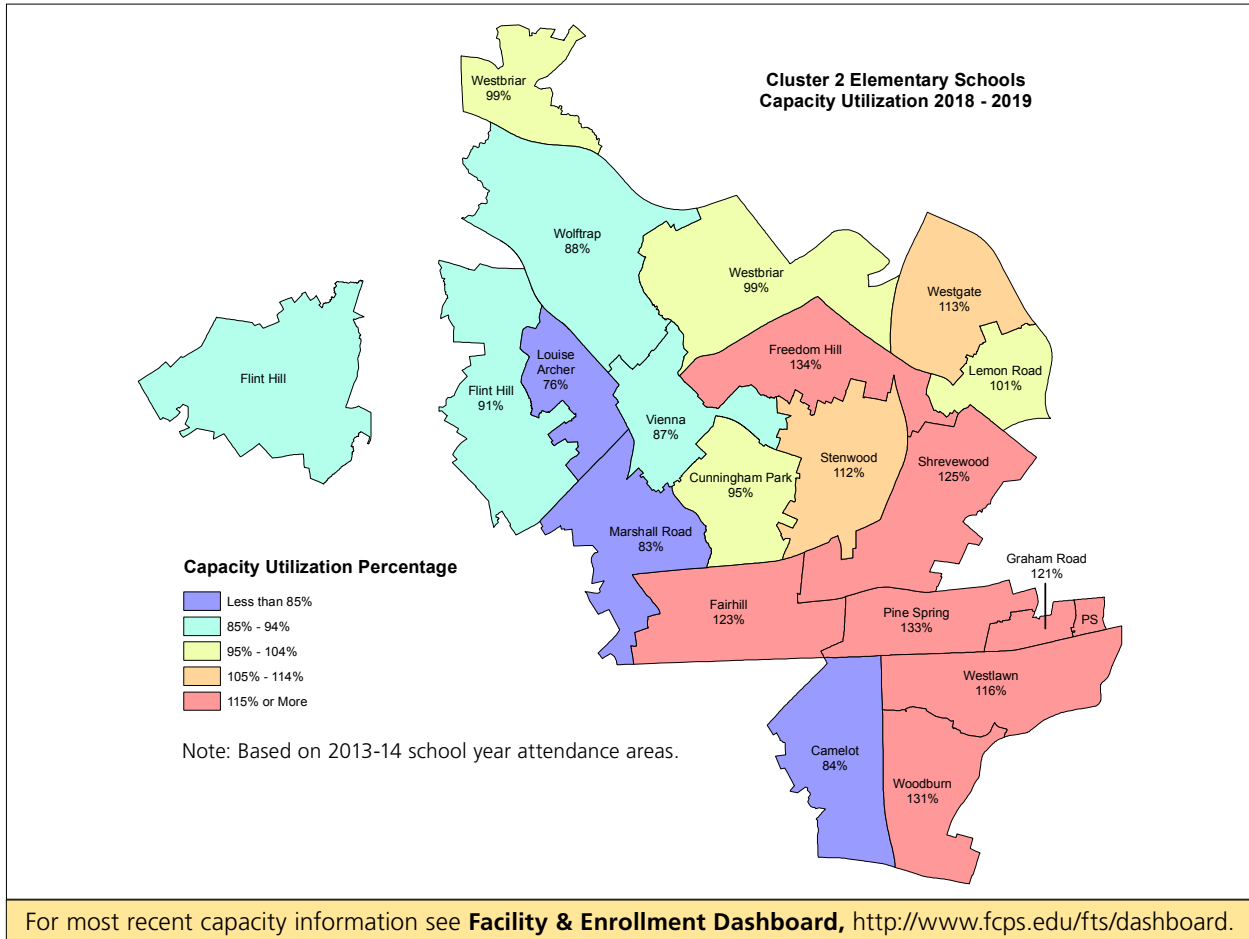 Cluster 2 Elementary Schools
Capacity Utilization 2018 - 2019
Westbriar
99%
Wolftrap
88%
Westbriar
99%
Westgate
113%
Freedom Hill
134%
Lemon Road
101%
Louise
Archer
76%
Flint Hill
Flint Hill
91%
Vienna
87%
Stenwood
112%
Shrevewood
125%
Cunningham Park
95%
Marshall Road
83%
Graham Road
121%
Fairhill
123%
Pine Spring
133%
PS
Westlawn
116%
Camelot
84%
Woodburn
131%
Capacity Utilization Percentage
Less than 85%
85% - 94%
95% - 104%
105% - 114%
115% or More
Note: Based on 2013-14 school year attendance areas.
For most recent capacity information see Facility & Enrollment Dashboard, http://www.fcps.edu/fts/dashboard.